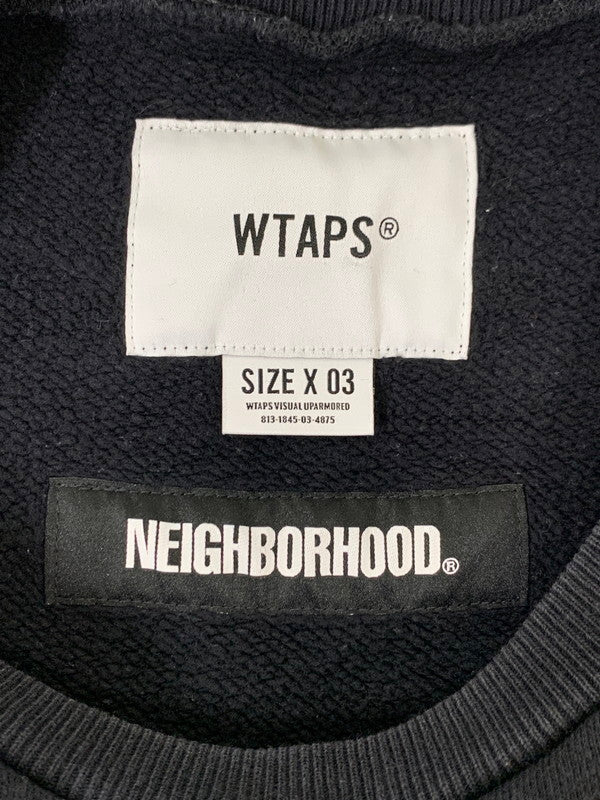 WTAPS®
SIZE X 03
WTAPS VISUAL UPARMORED
813-1845-03-4875
NEIGHBORHOOD®